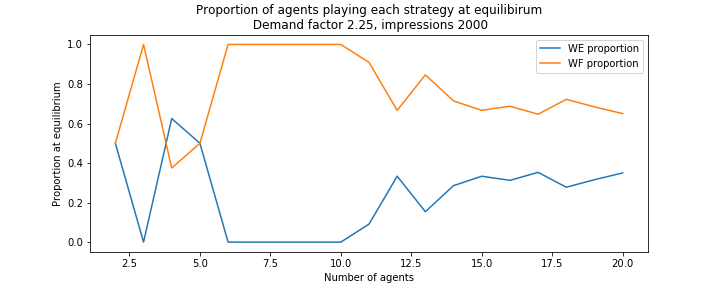 Proportion of agents playing each strategy at equilibirum
Demand factor 2.25, impressions 2000
WE proportion
WF proportion
Proportion at equilibrium
1.0
0.8
0.6
0.4
0.2
0.0
2.5 5.0 7.5 10.0 12.5 15.0 17.5 20.0
Number of agents